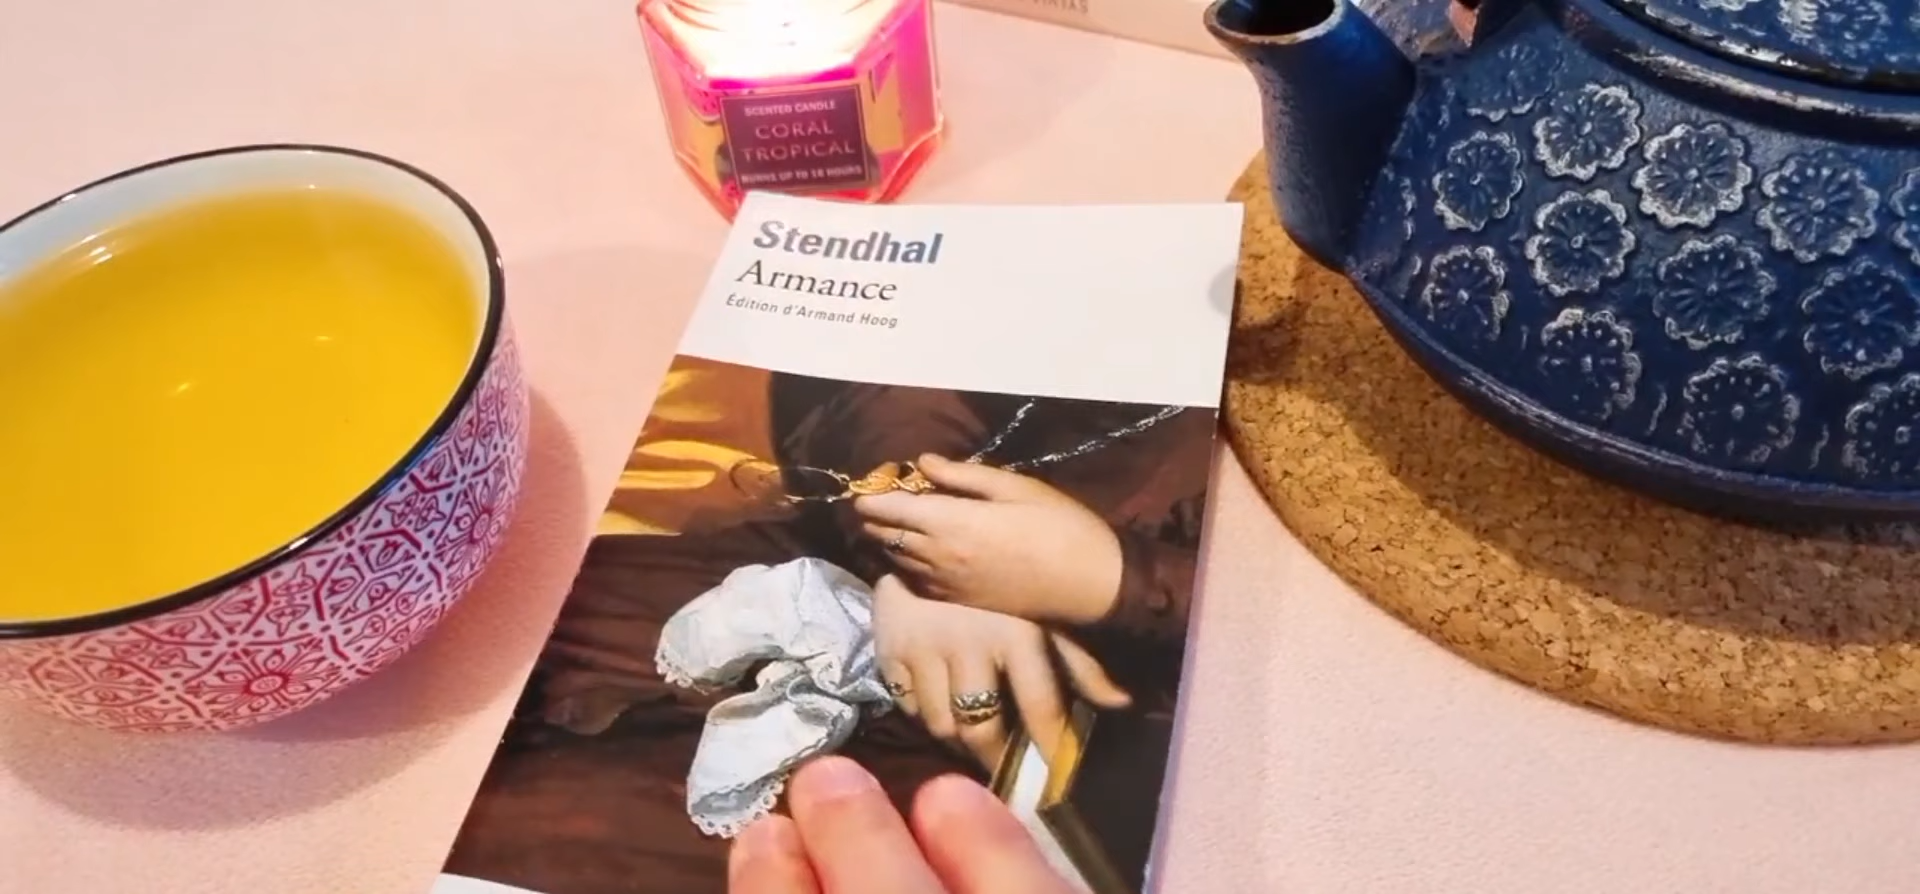 SCENTED CANDLE
CORAL
TROPICAL
BURNS UP TO 18 HOURS
Stendhal
Armance
Édition d'Armand Hoog